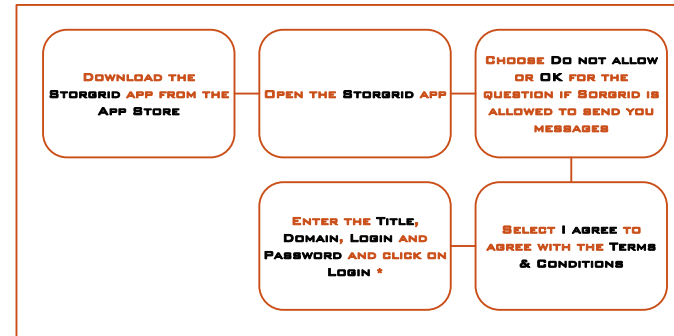 Download the
Storgrid app from the
App Store
Open the Storgrid app
Choose Do not allow
or OK for the
question if Sorgrid is
allowed to send you
messages
Select I agree to
agree with the Terms
& Conditions
Enter the Title,
Domain, Login and
Password and click on
Login *